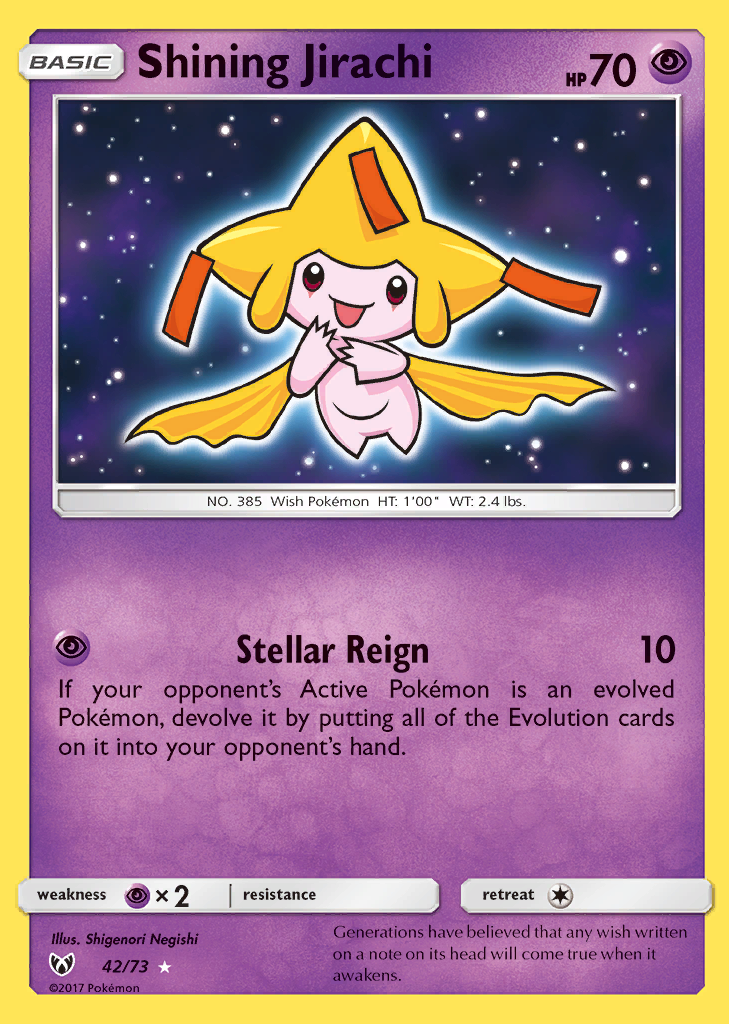 BASIC Shining Jirachi HP 70
NO. 385 Wish Pokémon HT: 1'00" WT: 2.4 lbs.
Stellar Reign 10
If your opponent's Active Pokémon is an evolved
Pokémon, devolve it by putting all of the Evolution cards
on it into your opponent's hand.
weakness × 2 resistance retreat
Illus. Shigenori Negishi
42/73
©2017 Pokémon
Generations have believed that any wish written
on a note on its head will come true when it
awakens.